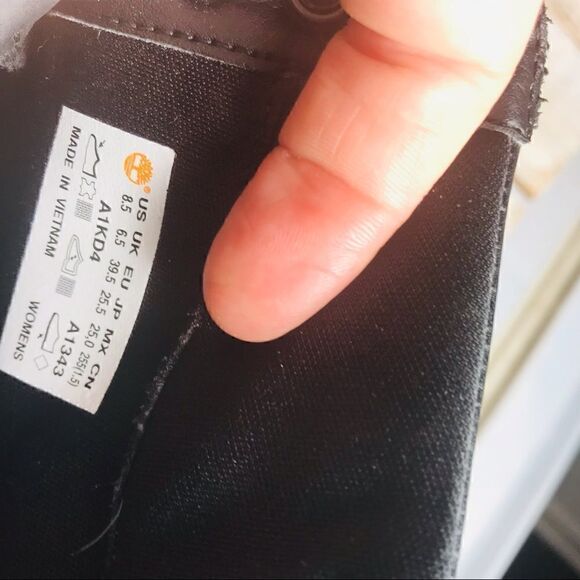 US UK EU JP MX CN
8.5 6.5 39.5 25.5 25.0 255(1.5)
A1KD4 A1343
MADE IN VIETNAM WOMENS